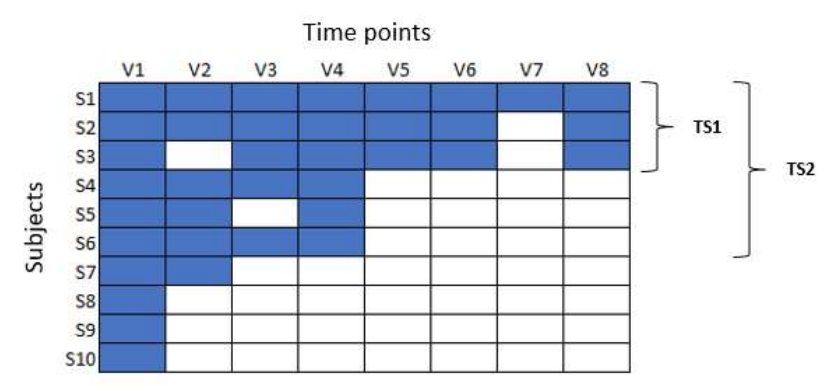 Time points
V1 V2 V3 V4 V5 V6 V7 V8
S1
S2 TS1
S3
S4 TS2
S5
S6
S7
S8
S9
S10
Subjects